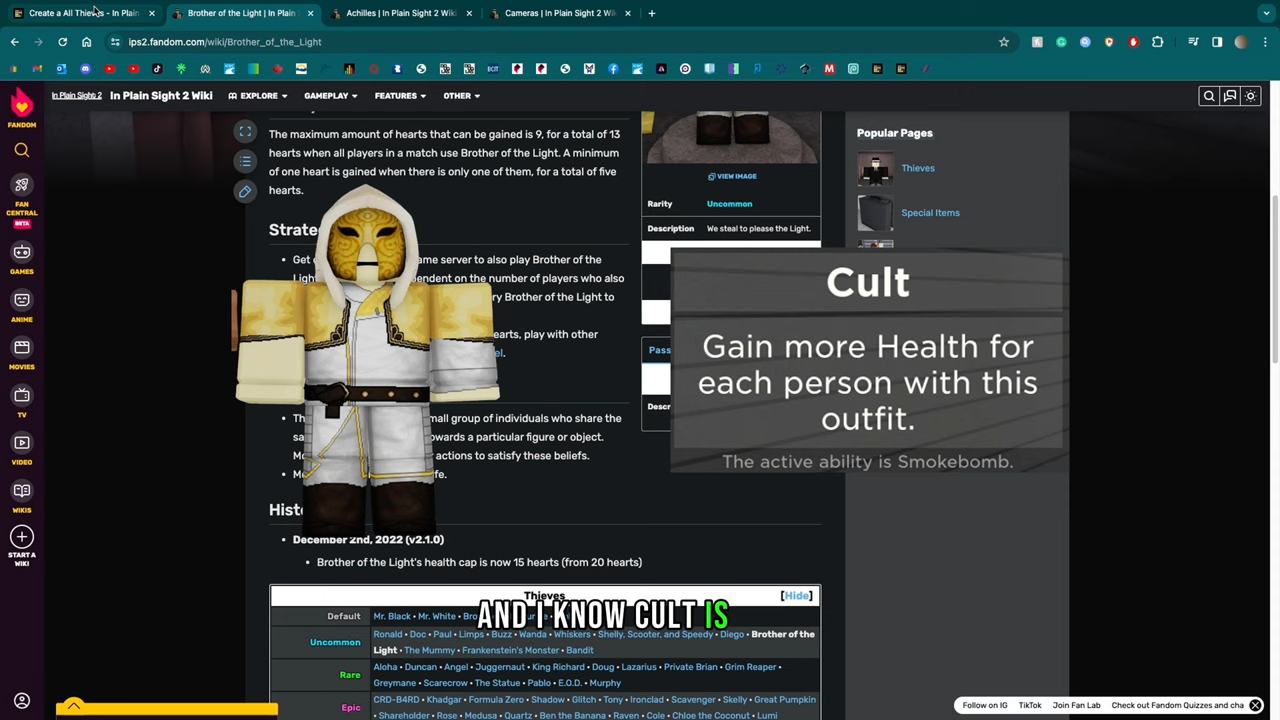 Create a All Thieves - In Plain
Brother of the Light | In Plain S
Achilles | In Plain Sight 2 Wiki
Cameras | In Plain Sight 2 Wi
ips2.fandom.com/wiki/Brother_of_the_Light
FANDOM
FAN CENTRAL
BETA
GAMES
ANIME
MOVIES
TV
VIDEO
WIKIS
START A WIKI
In Plain Sight 2
In Plain Sight 2 Wiki
EXPLORE
GAMEPLAY
FEATURES
OTHER
The maximum amount of hearts that can be gained is 9, for a total of 13
hearts when all players in a match use Brother of the Light. A minimum
of one heart is gained when there is only one of them, for a total of five
hearts.
Strate
Get
ame server to also play Brother of the
Ligh
pendent on the number of players who also
ry Brother of the Light to
earts, play with other
el.
Th
mall group of individuals who share the
sa
owards a particular figure or object.
Mo
actions to satisfy these beliefs.
Me
fe.
Hist
December 2nd, 2022 (v2.1.0)
Brother of the Light's health cap is now 15 hearts (from 20 hearts)
Thieves
[Hide]
Default
Mr. Black • Mr. White • Bro
Uncommon
Ronald • Doc • Paul • Limps • Buzz • Wanda • Whiskers • Shelly, Scooter, and Speedy • Diego • Brother of the
Light • The Mummy • Frankenstein's Monster • Bandit
Rare
Aloha • Duncan • Angel • Juggernaut • King Richard • Doug • Lazarius • Private Brian • Grim Reaper •
Greymane • Scarecrow • The Statue • Pablo • E.O.D. • Murphy
Epic
CRD-B4RD • Khadgar • Formula Zero • Shadow • Glitch • Tony • Ironclad • Scavenger • Skelly • Great Pumpkin
• Shareholder • Rose • Medusa • Quartz • Ben the Banana • Raven • Cole • Chloe the Coconut • Lumi
VIEW IMAGE
Rarity
Uncommon
Description
We steal to please the Light.
Pass
Descr
Popular Pages
Thieves
Special Items
Cult
Gain more Health for
each person with this
outfit.
The active ability is Smokebomb.
AND I KNOW CULT IS
Follow on IG
TikTok
Join Fan Lab
Check out Fandom Quizzes and cha